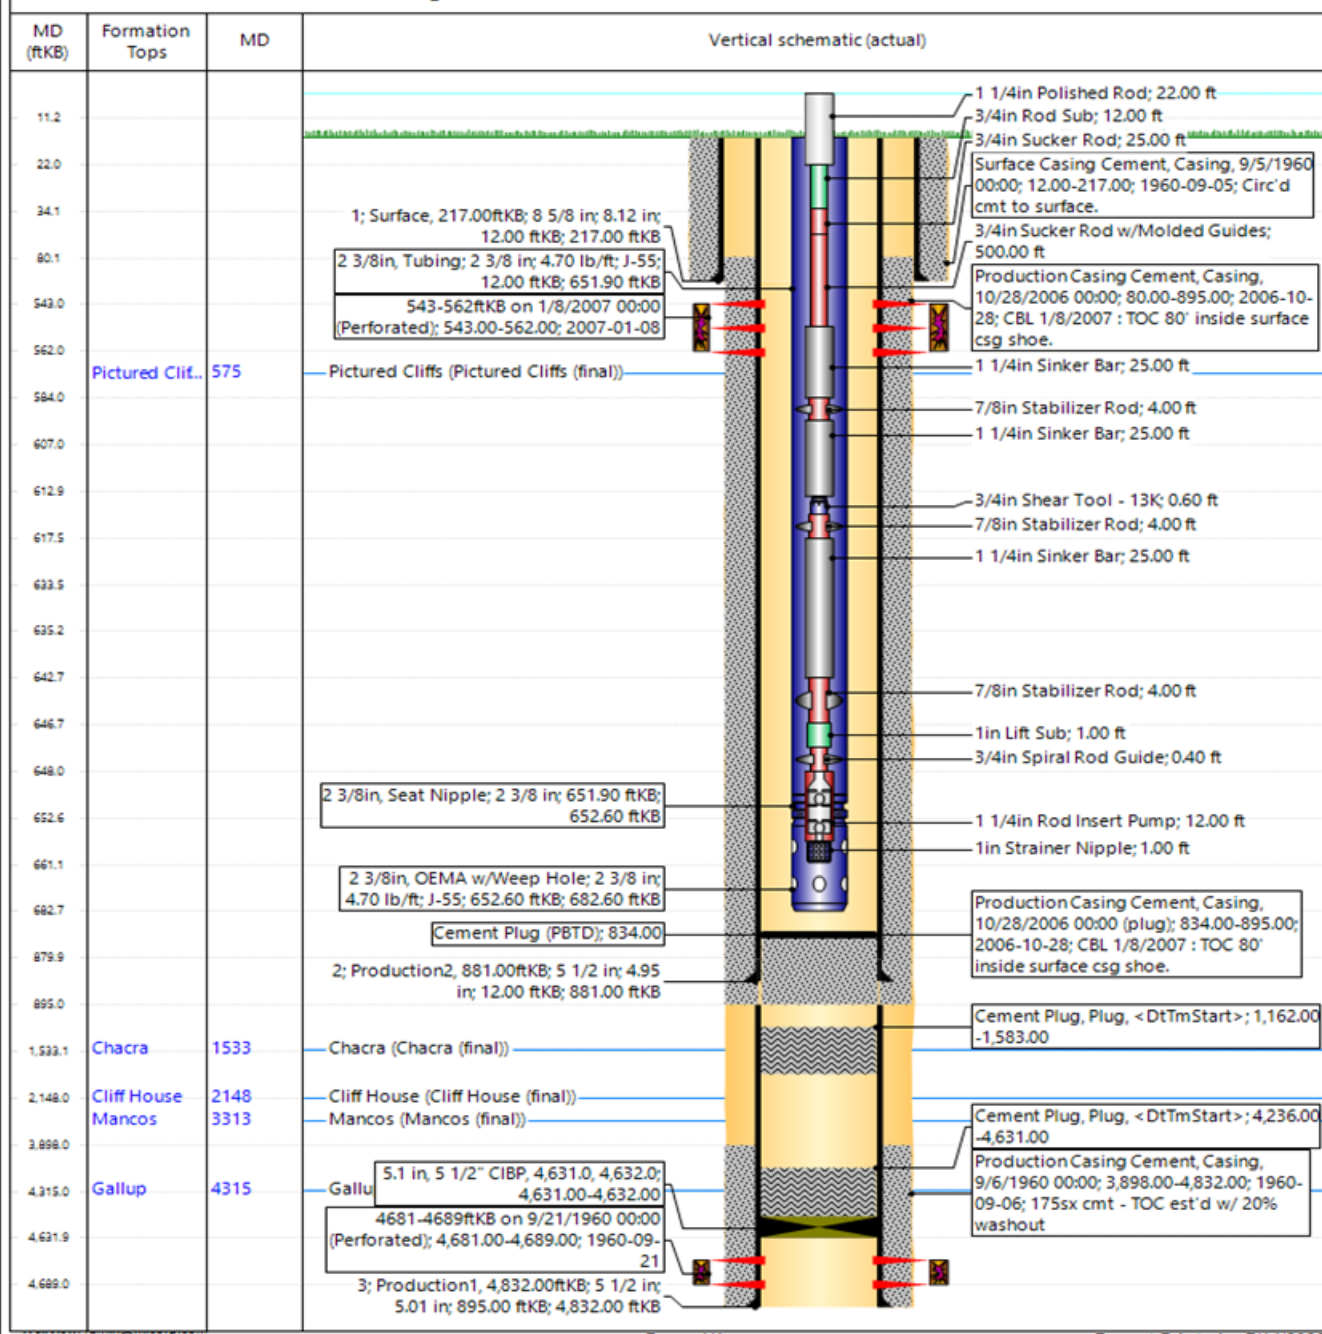 MD
(ftKB)
Formation
Tops
MD
Vertical schematic (actual)
11.2
22.0
34.1
80.1
543.0
562.0
584.0
607.0
612.9
617.5
633.5
635.2
642.7
646.7
648.0
652.6
661.1
682.7
879.9
895.0
1,533.1
2,148.0
3,898.0
4,315.0
4,631.9
4,689.0
Pictured Clif... 575
Chacra 1533
Cliff House 2148
Mancos 3313
Gallup 4315
1; Surface, 217.00ftKB; 8 5/8 in; 8.12 in;
12.00 ftKB; 217.00 ftKB
2 3/8in, Tubing; 2 3/8 in; 4.70 lb/ft; J-55;
12.00 ftKB; 651.90 ftKB
543-562ftKB on 1/8/2007 00:00
(Perforated); 543.00-562.00; 2007-01-08
Pictured Cliffs (Pictured Cliffs (final))
2 3/8in, Seat Nipple; 2 3/8 in; 651.90 ftKB;
652.60 ftKB
2 3/8in, OEMA w/Weep Hole; 2 3/8 in;
4.70 lb/ft; J-55; 652.60 ftKB; 682.60 ftKB
Cement Plug (PBTD); 834.00
2; Production2, 881.00ftKB; 5 1/2 in; 4.95
in; 12.00 ftKB; 881.00 ftKB
Chacra (Chacra (final))
Cliff House (Cliff House (final))
Mancos (Mancos (final))
Gallu
5.1 in, 5 1/2" CIBP, 4,631.0, 4,632.0;
4,631.00-4,632.00
4681-4689ftKB on 9/21/1960 00:00
(Perforated); 4,681.00-4,689.00; 1960-09-
21
3; Production1, 4,832.00ftKB; 5 1/2 in;
5.01 in; 895.00 ftKB; 4,832.00 ftKB
1 1/4in Polished Rod; 22.00 ft
3/4in Rod Sub; 12.00 ft
3/4in Sucker Rod; 25.00 ft
Surface Casing Cement, Casing, 9/5/1960
00:00; 12.00-217.00; 1960-09-05; Circ'd
cmt to surface.
3/4in Sucker Rod w/Molded Guides;
500.00 ft
Production Casing Cement, Casing,
10/28/2006 00:00; 80.00-895.00; 2006-10-
28; CBL 1/8/2007 : TOC 80' inside surface
csg shoe.
1 1/4in Sinker Bar; 25.00 ft
7/8in Stabilizer Rod; 4.00 ft
1 1/4in Sinker Bar; 25.00 ft
3/4in Shear Tool - 13K; 0.60 ft
7/8in Stabilizer Rod; 4.00 ft
1 1/4in Sinker Bar; 25.00 ft
7/8in Stabilizer Rod; 4.00 ft
1in Lift Sub; 1.00 ft
3/4in Spiral Rod Guide; 0.40 ft
1 1/4in Rod Insert Pump; 12.00 ft
1in Strainer Nipple; 1.00 ft
Production Casing Cement, Casing,
10/28/2006 00:00 (plug); 834.00-895.00;
2006-10-28; CBL 1/8/2007 : TOC 80'
inside surface csg shoe.
Cement Plug, Plug, <DtTmStart>; 1,162.00
-1,583.00
Cement Plug, Plug, <DtTmStart>; 4,236.00
-4,631.00
Production Casing Cement, Casing,
9/6/1960 00:00; 3,898.00-4,832.00; 1960-
09-06; 175sx cmt - TOC est'd w/ 20%
washout